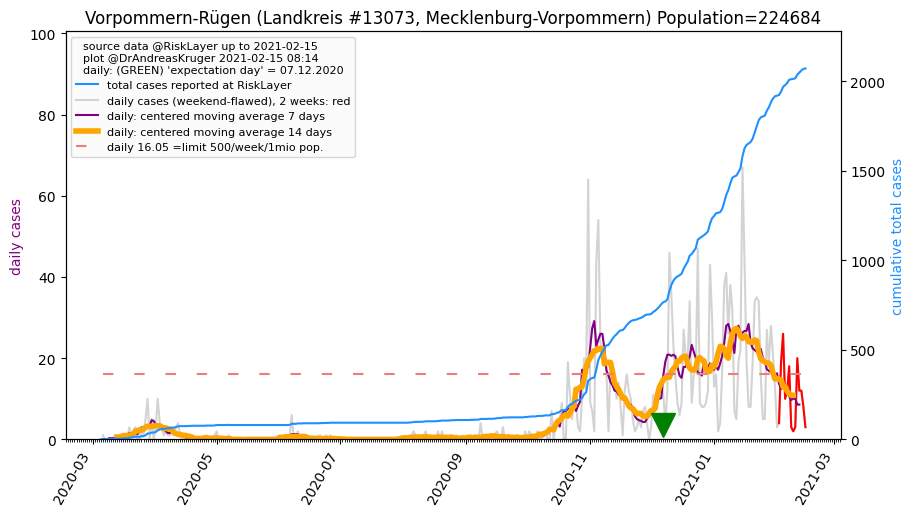 Vorpommern-Rügen (Landkreis #13073, Mecklenburg-Vorpommern) Population=224684
source data @RiskLayer up to 2021-02-15
plot @DrAndreasKruger 2021-02-15 08:14
daily: (GREEN) 'expectation day' = 07.12.2020
total cases reported at RiskLayer
daily cases (weekend-flawed), 2 weeks: red
daily: centered moving average 7 days
daily: centered moving average 14 days
daily 16.05 =limit 500/week/1mio pop.
daily cases
100
80
60
40
20
0
cumulative total cases
2000
1500
1000
500
0
2020-03
2020-05
2020-07
2020-09
2020-11
2021-01
2021-03